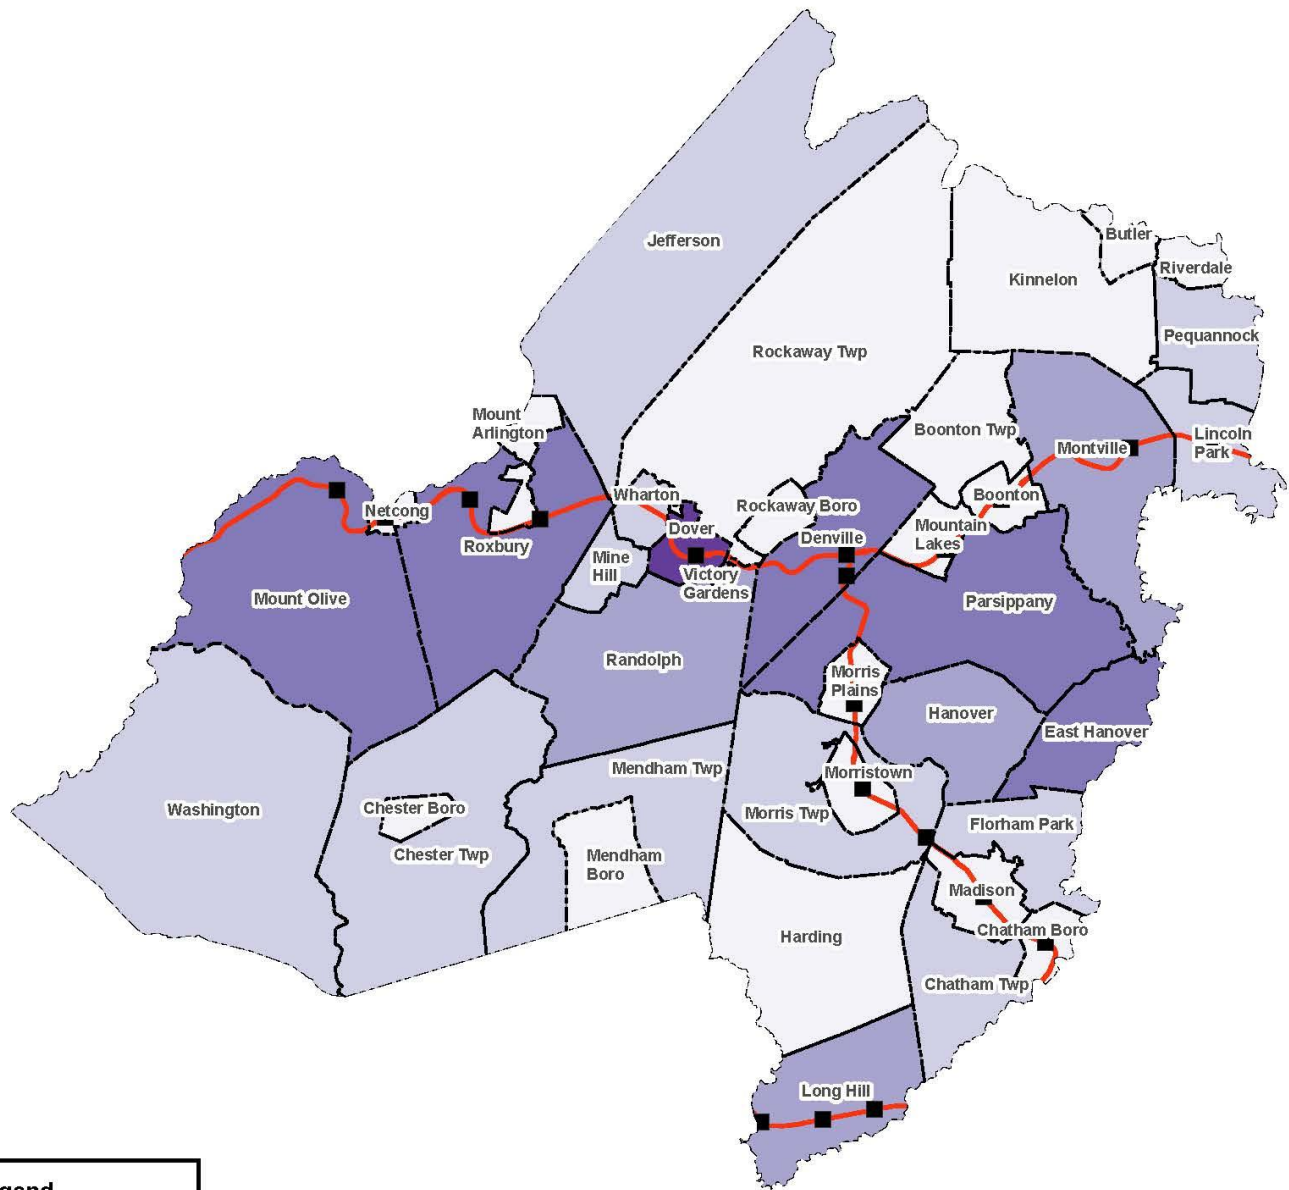 Jefferson
Butler
Riverdale
Kinnelon
Pequannock
Rockaway Twp
Mount
Arlington
Boonton Twp
Montville
Lincoln
Park
Wharton
Boonton
Rockaway Boro
Netcong
Dover
Mountain
Lakes
Denville
Roxbury
Mine
Hill
Victory
Gardens
Mount Olive
Parsippany
Randolph
Morris
Plains
Hanover
East Hanover
Mendham Twp
Morristown
Washington
Chester Boro
Morris Twp
Florham Park
Chester Twp
Mendham
Boro
Madison
Chatham Boro
Harding
Chatham Twp
Long Hill